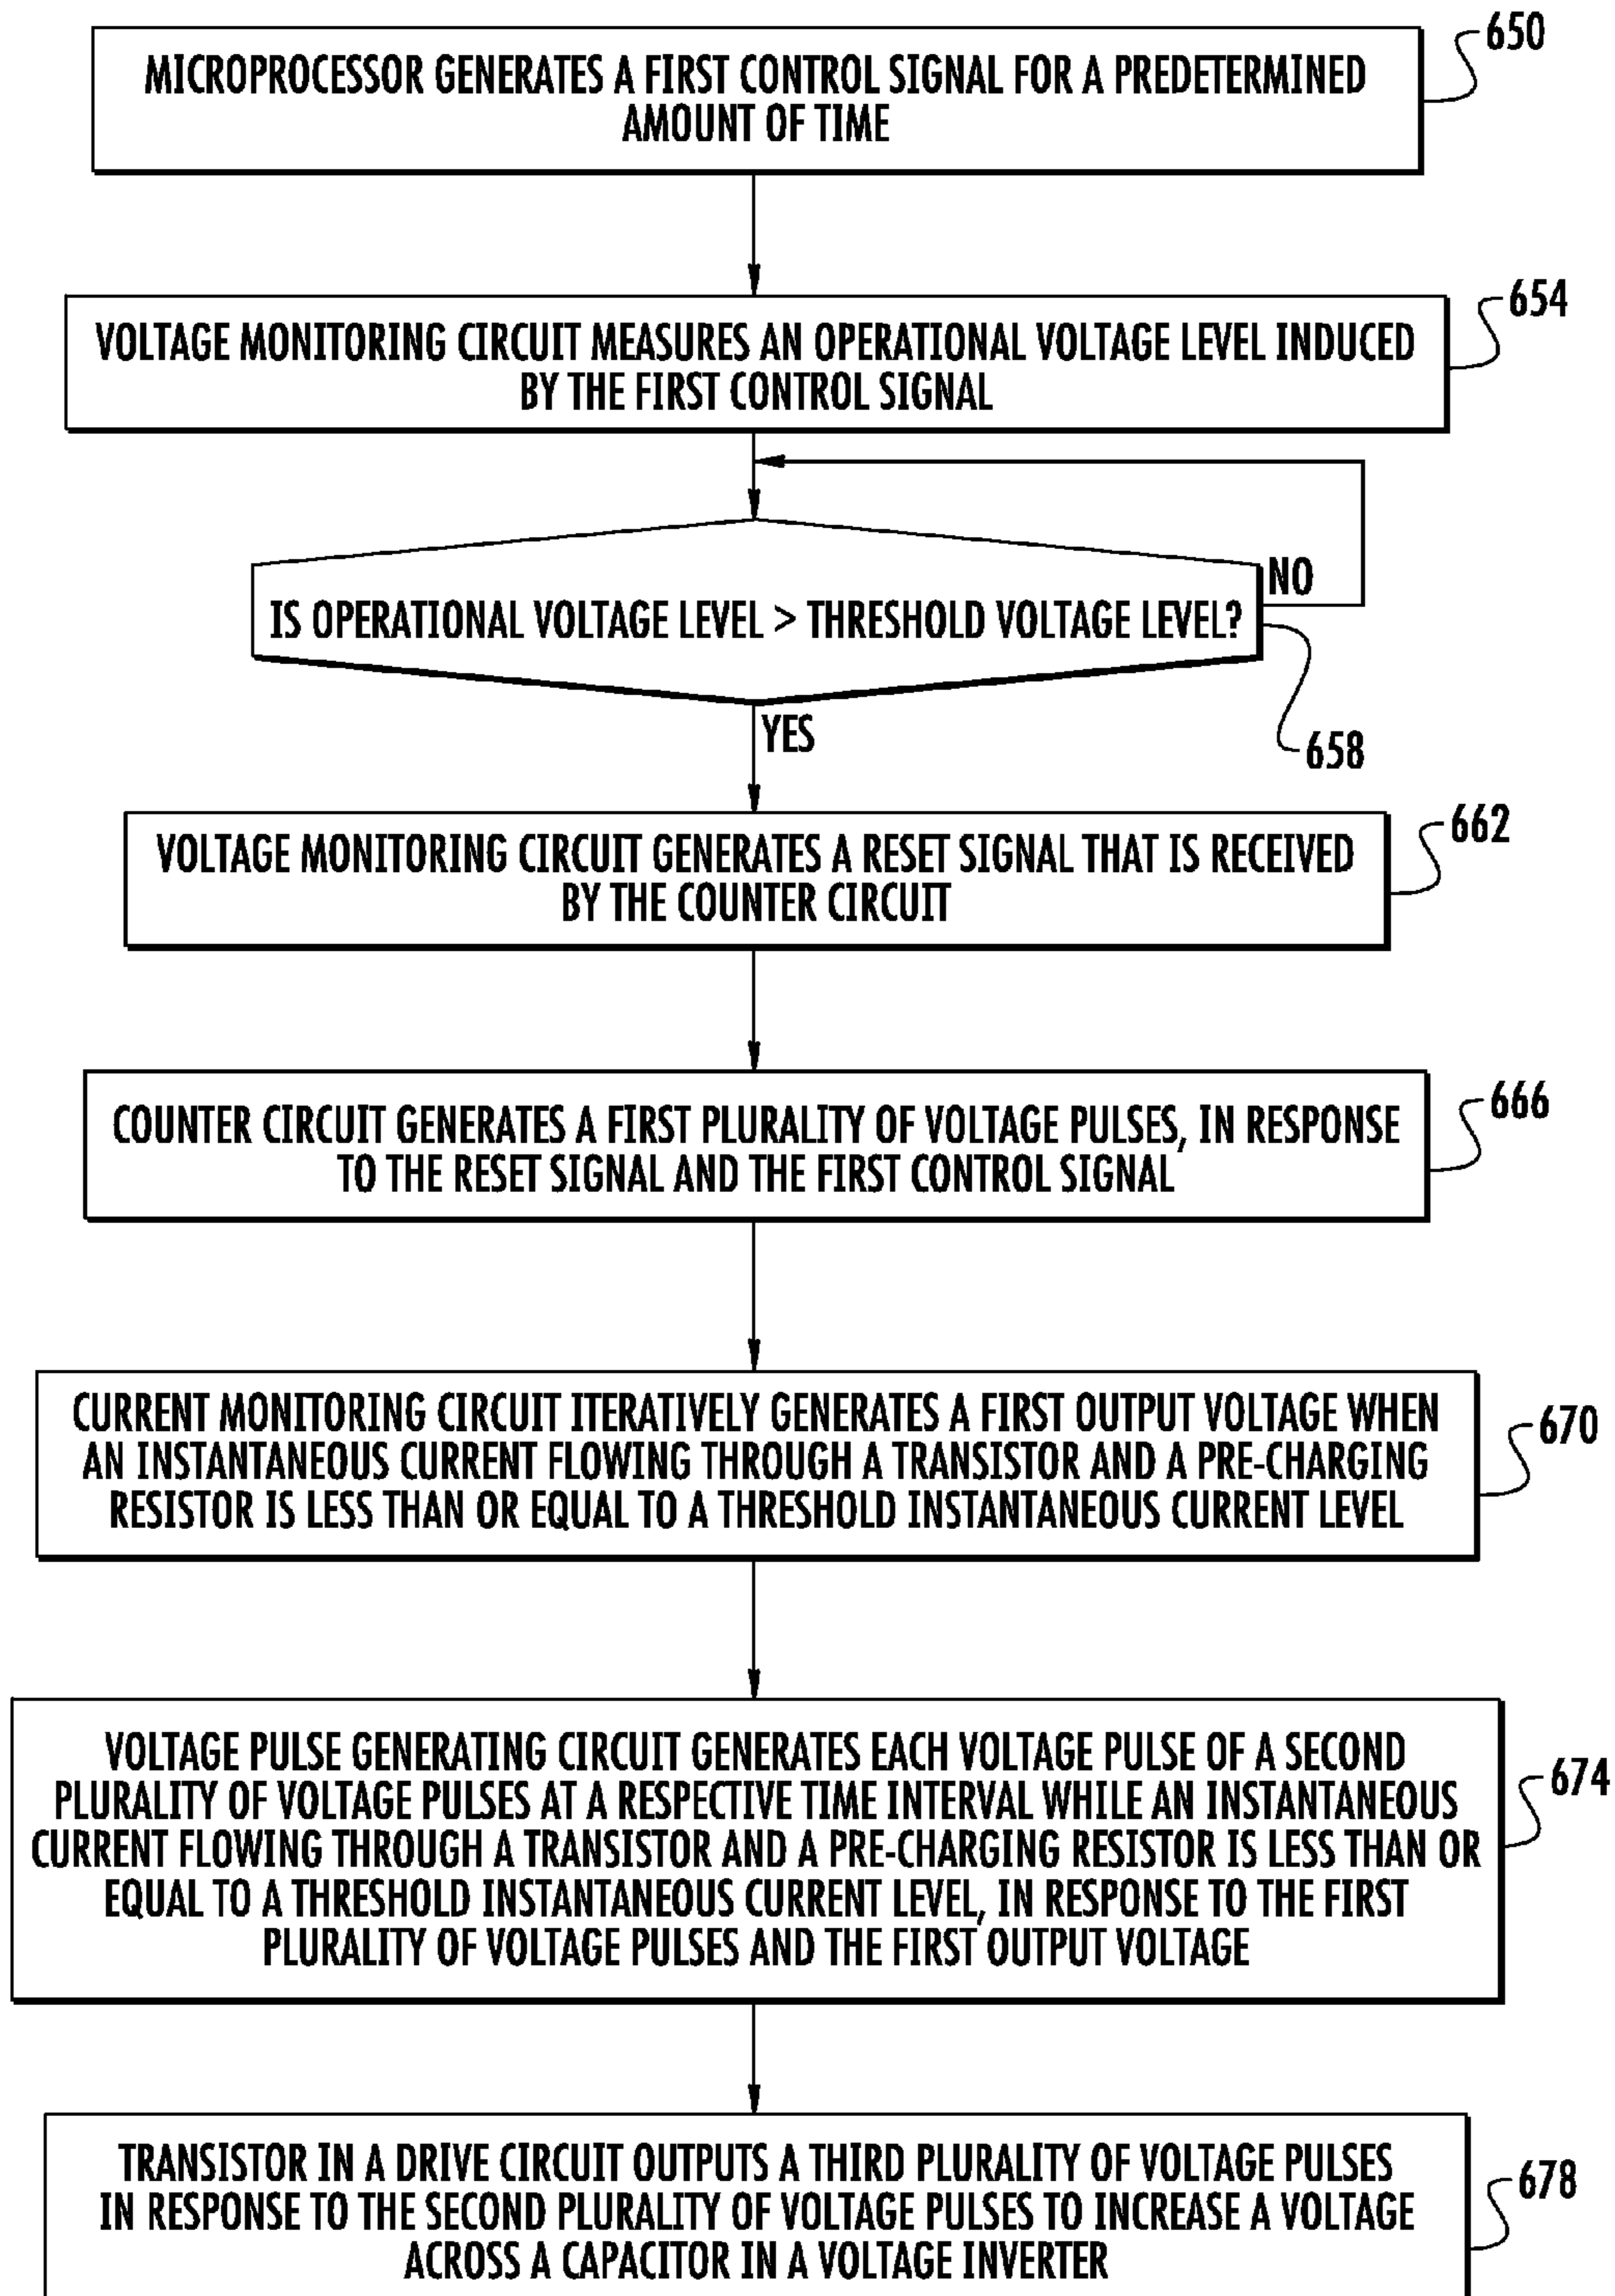 650
MICROPROCESSOR GENERATES A FIRST CONTROL SIGNAL FOR A PREDETERMINED
AMOUNT OF TIME
654
VOLTAGE MONITORING CIRCUIT MEASURES AN OPERATIONAL VOLTAGE LEVEL INDUCED
BY THE FIRST CONTROL SIGNAL
NO
IS OPERATIONAL VOLTAGE LEVEL > THRESHOLD VOLTAGE LEVEL?
YES
658
662
VOLTAGE MONITORING CIRCUIT GENERATES A RESET SIGNAL THAT IS RECEIVED
BY THE COUNTER CIRCUIT
666
COUNTER CIRCUIT GENERATES A FIRST PLURALITY OF VOLTAGE PULSES, IN RESPONSE
TO THE RESET SIGNAL AND THE FIRST CONTROL SIGNAL
670
CURRENT MONITORING CIRCUIT ITERATIVELY GENERATES A FIRST OUTPUT VOLTAGE WHEN
AN INSTANTANEOUS CURRENT FLOWING THROUGH A TRANSISTOR AND A PRE-CHARGING
RESISTOR IS LESS THAN OR EQUAL TO A THRESHOLD INSTANTANEOUS CURRENT LEVEL
674
VOLTAGE PULSE GENERATING CIRCUIT GENERATES EACH VOLTAGE PULSE OF A SECOND
PLURALITY OF VOLTAGE PULSES AT A RESPECTIVE TIME INTERVAL WHILE AN INSTANTANEOUS
CURRENT FLOWING THROUGH A TRANSISTOR AND A PRE-CHARGING RESISTOR IS LESS THAN OR
EQUAL TO A THRESHOLD INSTANTANEOUS CURRENT LEVEL, IN RESPONSE TO THE FIRST
PLURALITY OF VOLTAGE PULSES AND THE FIRST OUTPUT VOLTAGE
678
TRANSISTOR IN A DRIVE CIRCUIT OUTPUTS A THIRD PLURALITY OF VOLTAGE PULSES
IN RESPONSE TO THE SECOND PLURALITY OF VOLTAGE PULSES TO INCREASE A VOLTAGE
ACROSS A CAPACITOR IN A VOLTAGE INVERTER